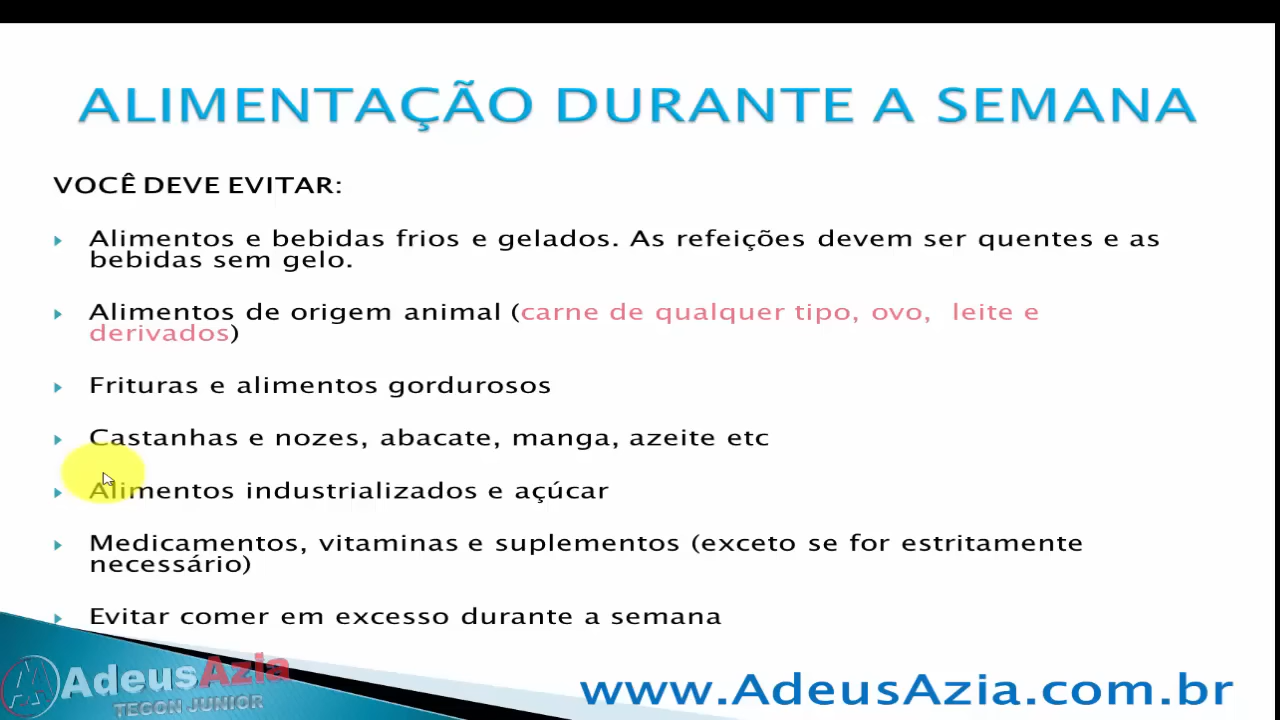 ALIMENTAÇÃO DURANTE A SEMANA
VOCÊ DEVE EVITAR:
Alimentos e bebidas frios e gelados. As refeições devem ser quentes e as
bebidas sem gelo.
Alimentos de origem animal (carne de qualquer tipo, ovo, leite e
derivados)
Frituras e alimentos gordurosos
Castanhas e nozes, abacate, manga, azeite etc
Alimentos industrializados e açúcar
Medicamentos, vitaminas e suplementos (exceto se for estritamente
necessário)
Evitar comer em excesso durante a semana
AdeusAzia
TECON JUNIOR
www.AdeusAzia.com.br